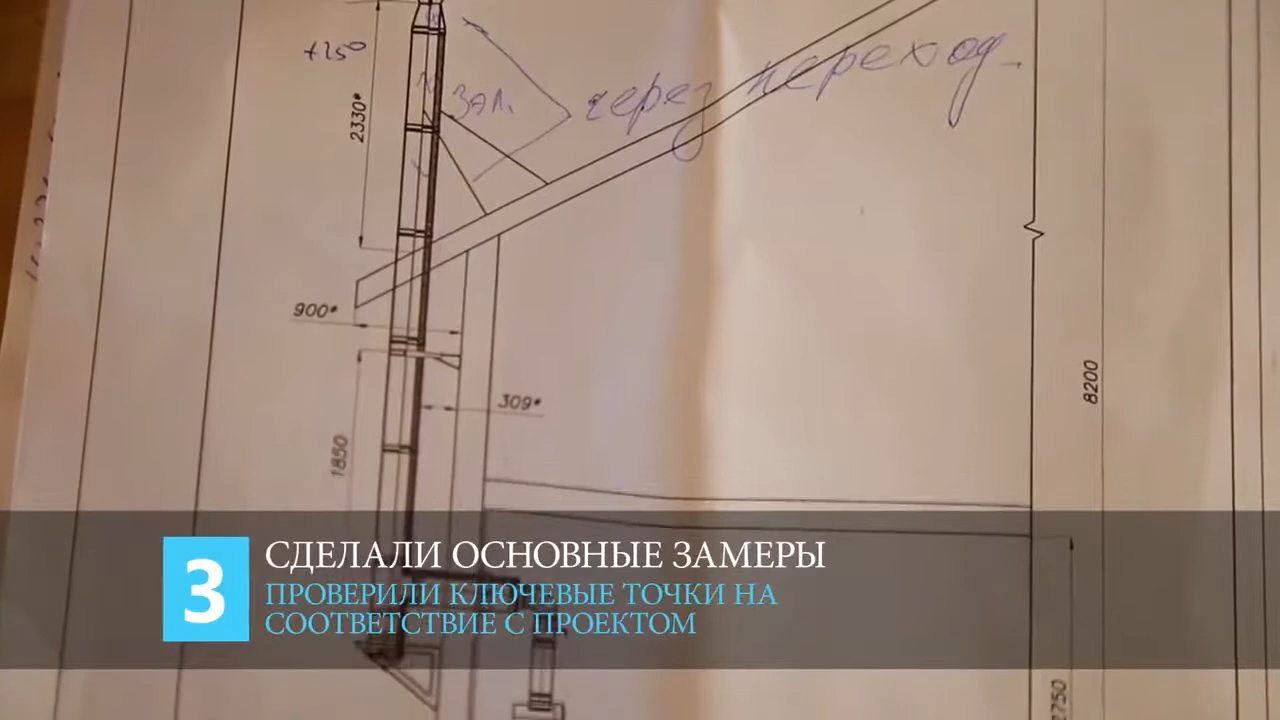 +250
2330*
зал.
через переход.
900*
309*
1850
8200
3
СДЕЛАЛИ ОСНОВНЫЕ ЗАМЕРЫ
ПРОВЕРИЛИ КЛЮЧЕВЫЕ ТОЧКИ НА
СООТВЕТСТВИЕ С ПРОЕКТОМ
2750